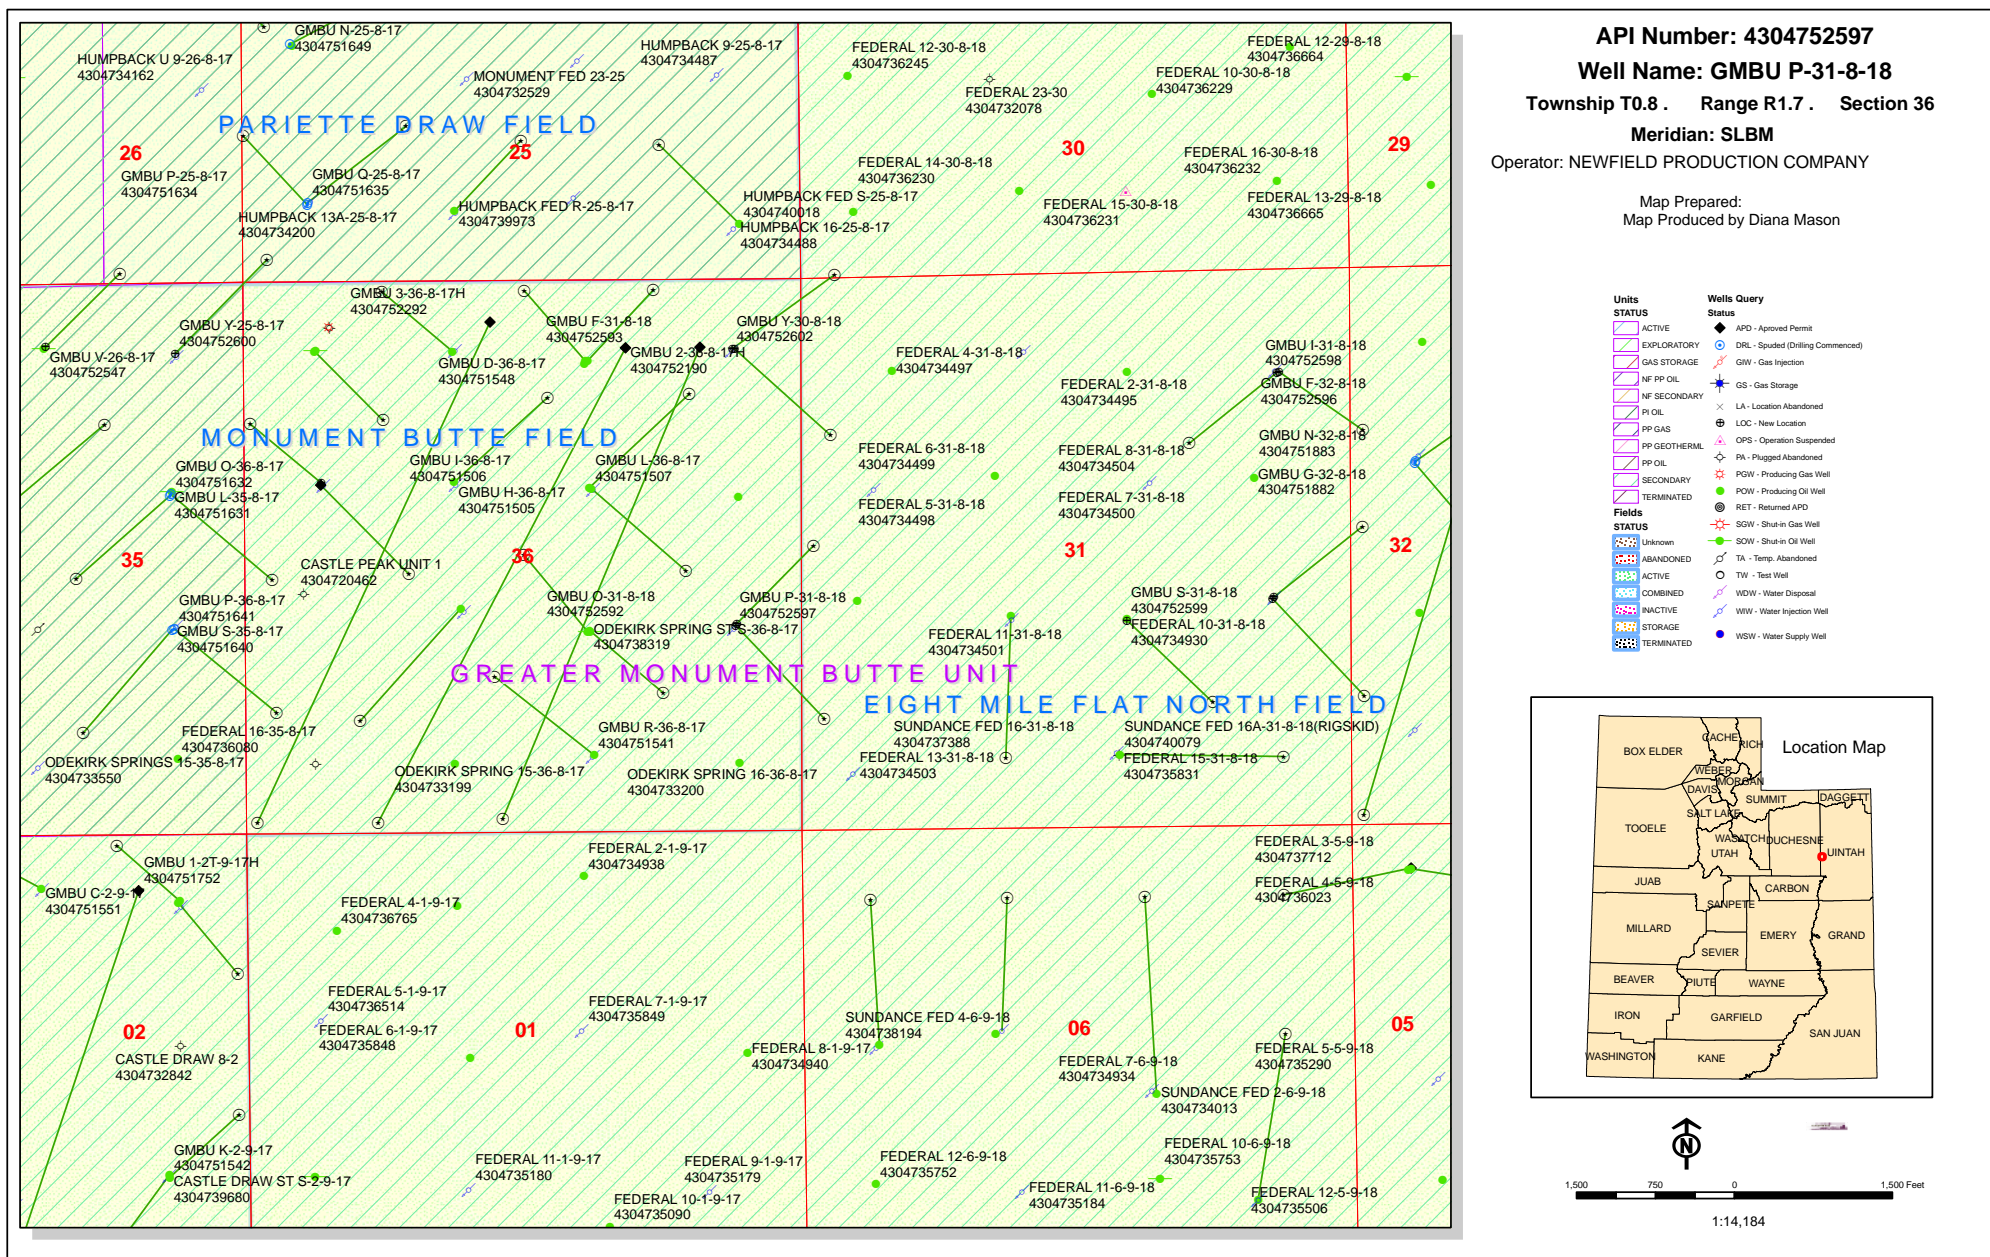 API Number: 4304752597
Well Name: GMBU P-31-8-18
Township T0.8 . Range R1.7 . Section 36
Meridian: SLBM
Operator: NEWFIELD PRODUCTION COMPANY
Map Prepared:
Map Produced by Diana Mason
GMBU N-25-8-17
4304751649
HUMPBACK U 9-26-8-17
4304734162
MONUMENT FED 23-25
4304732529
HUMPBACK 9-25-8-17
4304734487
FEDERAL 12-30-8-18
4304736245
FEDERAL 23-30
4304732078
FEDERAL 10-30-8-18
4304736229
FEDERAL 12-29-8-18
4304736664
PARIETTE DRAW FIELD
26
25
30
29
GMBU P-25-8-17
4304751634
GMBU Q-25-8-17
4304751635
HUMPBACK 13A-25-8-17
4304734200
HUMPBACK FED R-25-8-17
4304739973
HUMPBACK FED S-25-8-17
4304740018
HUMPBACK 16-25-8-17
4304734488
FEDERAL 14-30-8-18
4304736230
FEDERAL 15-30-8-18
4304736231
FEDERAL 16-30-8-18
4304736232
FEDERAL 13-29-8-18
4304736665
GMBU 3-36-8-17H
4304752292
GMBU Y-25-8-17
4304752600
GMBU V-26-8-17
4304752547
GMBU D-36-8-17
4304751548
GMBU F-31-8-18
4304752593
GMBU 2-36-8-17H
4304752190
GMBU Y-30-8-18
4304752602
FEDERAL 4-31-8-18
4304734497
FEDERAL 2-31-8-18
4304734495
GMBU I-31-8-18
4304752598
GMBU F-32-8-18
4304752596
MONUMENT BUTTE FIELD
GMBU O-36-8-17
4304751632
GMBU L-35-8-17
4304751631
GMBU I-36-8-17
4304751506
GMBU H-36-8-17
4304751505
GMBU L-36-8-17
4304751507
FEDERAL 6-31-8-18
4304734499
FEDERAL 5-31-8-18
4304734498
FEDERAL 8-31-8-18
4304734504
FEDERAL 7-31-8-18
4304734500
GMBU N-32-8-18
4304751883
GMBU G-32-8-18
4304751882
35
36
31
32
CASTLE PEAK UNIT 1
4304720462
GMBU P-36-8-17
4304751641
GMBU S-35-8-17
4304751640
GMBU O-31-8-18
4304752592
ODEKIRK SPRING ST S-36-8-17
4304738319
GMBU P-31-8-18
4304752597
FEDERAL 11-31-8-18
4304734501
GMBU S-31-8-18
4304752599
FEDERAL 10-31-8-18
4304734930
GREATER MONUMENT BUTTE UNIT
EIGHT MILE FLAT NORTH FIELD
FEDERAL 16-35-8-17
4304736080
ODEKIRK SPRINGS 15-35-8-17
4304733550
ODEKIRK SPRING 15-36-8-17
4304733199
GMBU R-36-8-17
4304751541
ODEKIRK SPRING 16-36-8-17
4304733200
SUNDANCE FED 16-31-8-18
4304737388
FEDERAL 13-31-8-18
4304734503
SUNDANCE FED 16A-31-8-18(RIGSKID)
4304740079
FEDERAL 15-31-8-18
4304735831
GMBU 1-2T-9-17H
4304751752
GMBU C-2-9-17
4304751551
FEDERAL 4-1-9-17
4304736765
FEDERAL 2-1-9-17
4304734938
FEDERAL 3-5-9-18
4304737712
FEDERAL 4-5-9-18
4304736023
FEDERAL 5-1-9-17
4304736514
FEDERAL 6-1-9-17
4304735848
FEDERAL 7-1-9-17
4304735849
FEDERAL 8-1-9-17
4304734940
SUNDANCE FED 4-6-9-18
4304738194
FEDERAL 7-6-9-18
4304734934
SUNDANCE FED 2-6-9-18
4304734013
FEDERAL 5-5-9-18
4304735290
02
01
06
05
CASTLE DRAW 8-2
4304732842
GMBU K-2-9-17
4304751542
CASTLE DRAW ST S-2-9-17
4304739680
FEDERAL 11-1-9-17
4304735180
FEDERAL 9-1-9-17
4304735179
FEDERAL 10-1-9-17
4304735090
FEDERAL 12-6-9-18
4304735752
FEDERAL 11-6-9-18
4304735184
FEDERAL 10-6-9-18
4304735753
FEDERAL 12-5-9-18
4304735506
Units
STATUS
ACTIVE
EXPLORATORY
GAS STORAGE
NF PP OIL
NF SECONDARY
PI OIL
PP GAS
PP GEOTHERML
PP OIL
SECONDARY
TERMINATED
Fields
STATUS
Unknown
ABANDONED
ACTIVE
COMBINED
INACTIVE
STORAGE
TERMINATED
Wells Query
Status
APD - Aproved Permit
DRL - Spuded (Drilling Commenced)
GIW - Gas Injection
GS - Gas Storage
LA - Location Abandoned
LOC - New Location
OPS - Operation Suspended
PA - Plugged Abandoned
PGW - Producing Gas Well
POW - Producing Oil Well
RET - Returned APD
SGW - Shut-in Gas Well
SOW - Shut-in Oil Well
TA - Temp. Abandoned
TW - Test Well
WDW - Water Disposal
WIW - Water Injection Well
WSW - Water Supply Well
Location Map
BOX ELDER
CACHE
RICH
WEBER
MORGAN
DAVIS
SUMMIT
DAGGETT
SALT LAKE
TOOELE
WASATCH
DUCHESNE
UINTAH
UTAH
JUAB
CARBON
SANPETE
MILLARD
EMERY
GRAND
SEVIER
BEAVER
PIUTE
WAYNE
IRON
GARFIELD
SAN JUAN
WASHINGTON
KANE
N
1,500 750 0 1,500 Feet
1:14,184